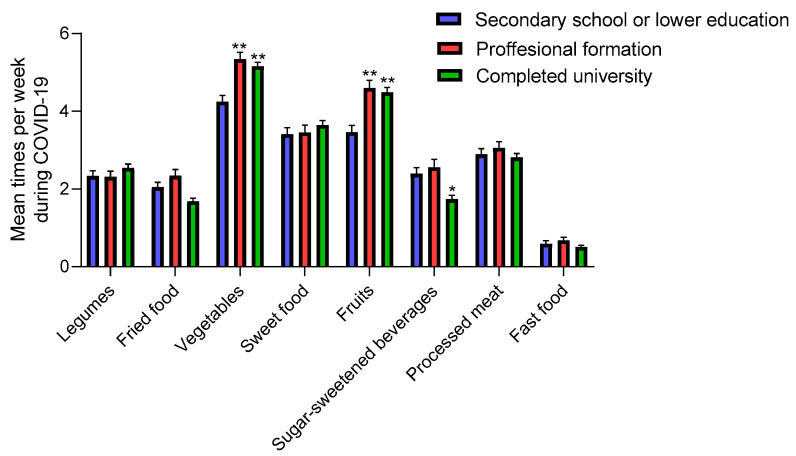 Secondary school or lower education
Proffesional formation
Completed university
Mean times per week
during COVID-19
6
4
2
0
**
**
**
**
*
Legumes
Fried food
Vegetables
Sweet food
Fruits
Sugar-sweetened beverages
Processed meat
Fast food